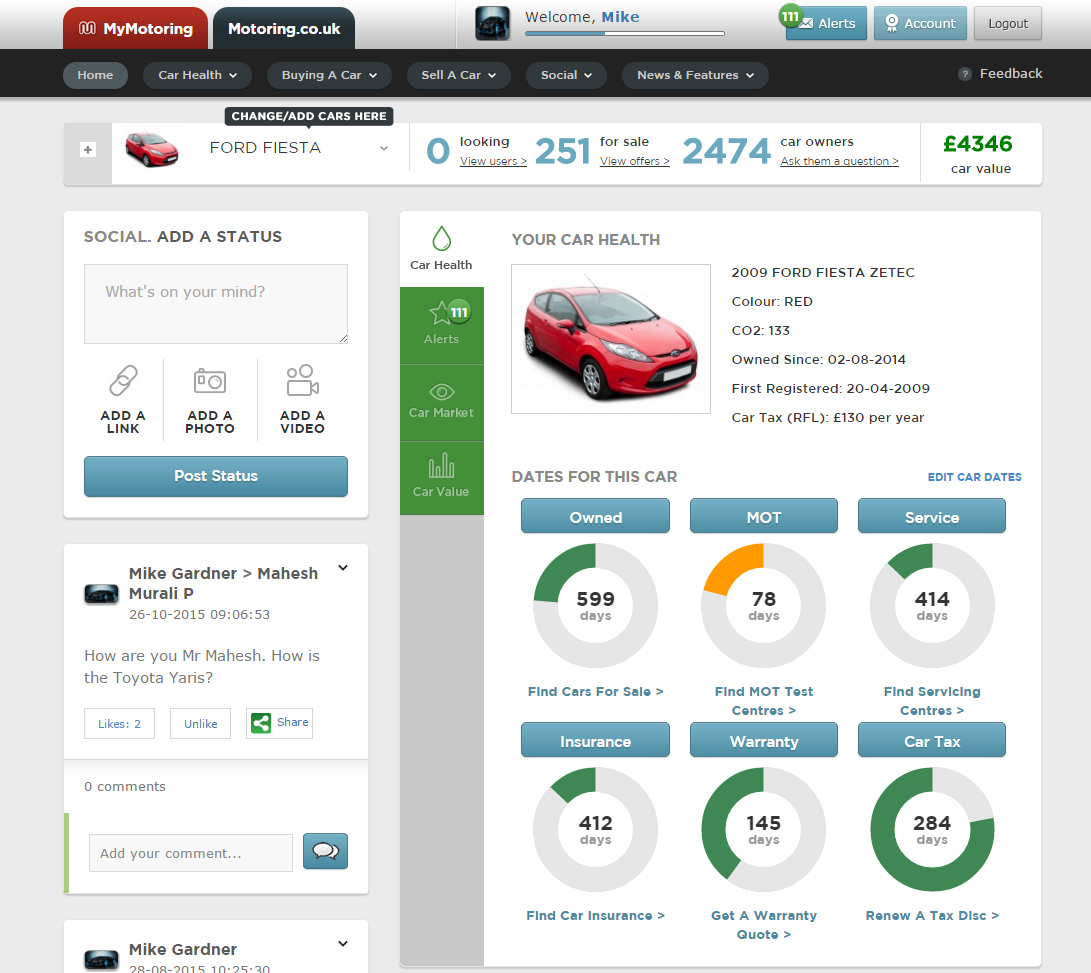 MyMotoring
Motoring.co.uk
Welcome, Mike
111
Alerts
Account
Logout
Home
Car Health
Buying A Car
Sell A Car
Social
News & Features
? Feedback
CHANGE/ADD CARS HERE
+
FORD FIESTA
0 looking
View users >
251 for sale
View offers >
2474 car owners
Ask them a question >
£4346
car value
SOCIAL. ADD A STATUS
What's on your mind?
ADD A
LINK
ADD A
PHOTO
ADD A
VIDEO
Post Status
Mike Gardner > Mahesh
Murali P
26-10-2015 09:06:53
How are you Mr Mahesh. How is
the Toyota Yaris?
Likes: 2
Unlike
Share
0 comments
Add your comment...
Mike Gardner
28-08-2015 10:25:30
Car Health
111
Alerts
Car Market
Car Value
YOUR CAR HEALTH
2009 FORD FIESTA ZETEC
Colour: RED
CO2: 133
Owned Since: 02-08-2014
First Registered: 20-04-2009
Car Tax (RFL): £130 per year
DATES FOR THIS CAR
EDIT CAR DATES
Owned
599
days
Find Cars For Sale >
MOT
78
days
Find MOT Test
Centres >
Service
414
days
Find Servicing
Centres >
Insurance
412
days
Find Car Insurance >
Warranty
145
days
Get A Warranty
Quote >
Car Tax
284
days
Renew A Tax Disc >